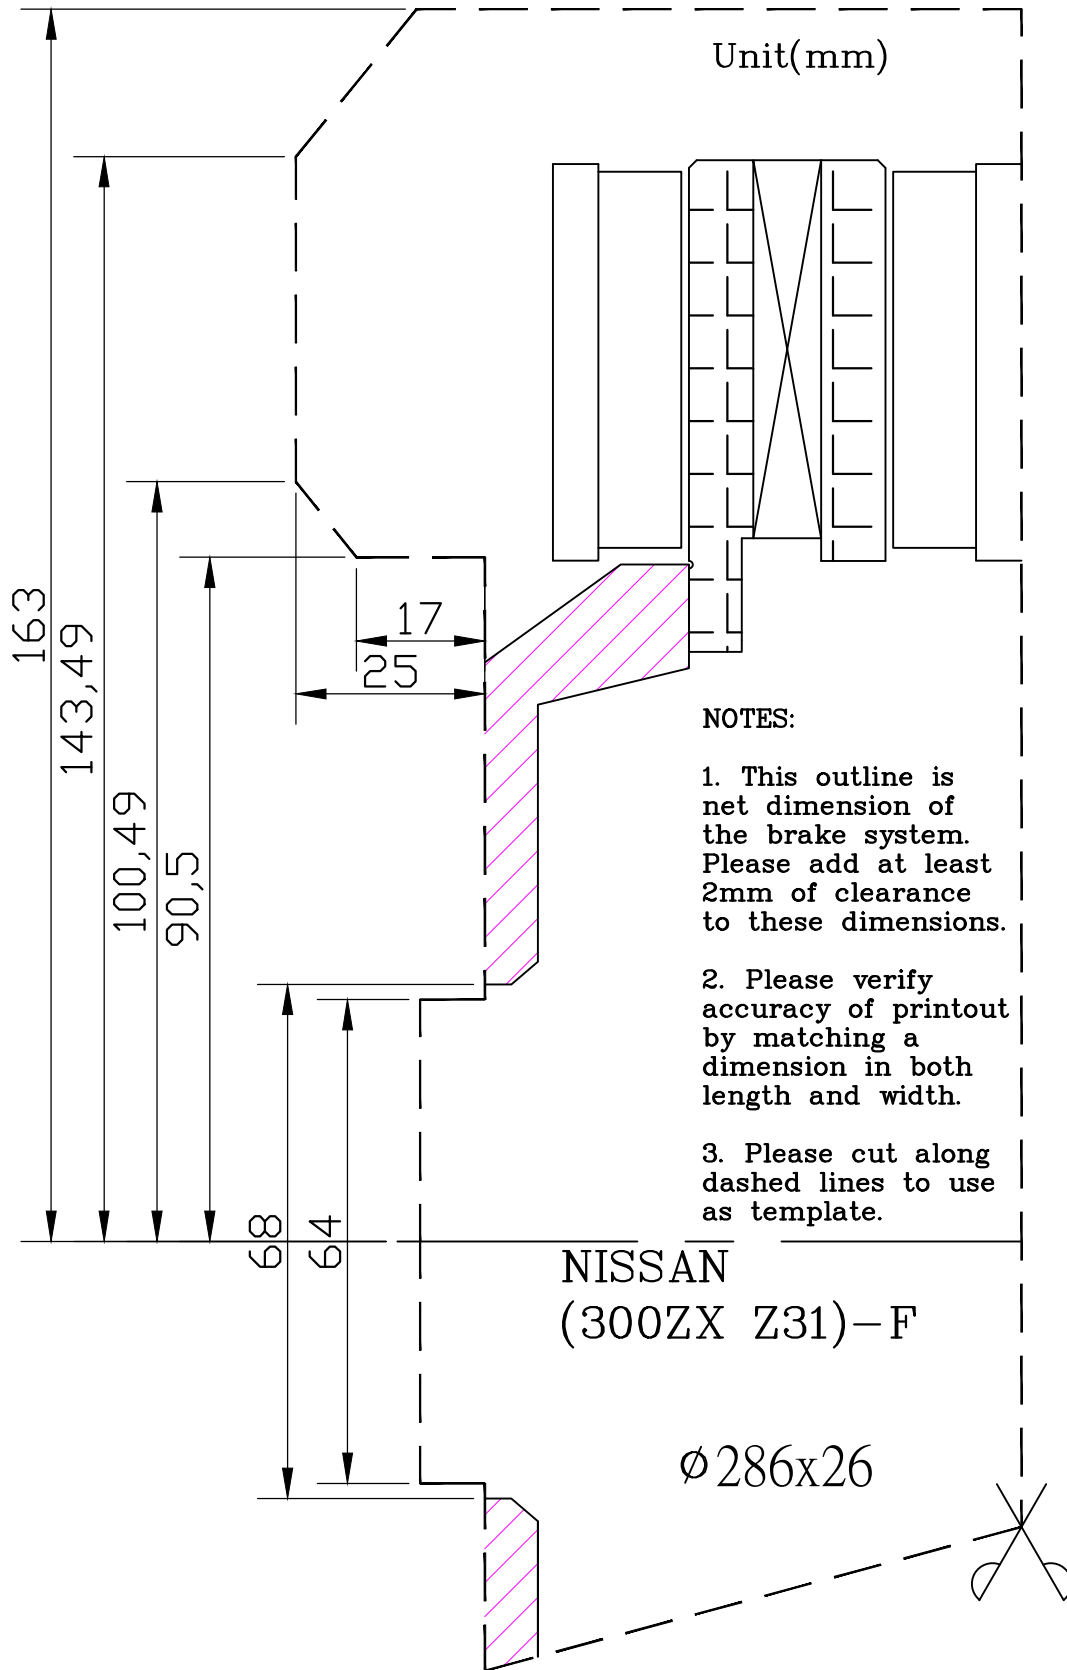 Unit(mm)
163
143,49
100,49
90,5
17
25
68
64
NOTES:
1. This outline is
net dimension of
the brake system.
Please add at least
2mm of clearance
to these dimensions.
2. Please verify
accuracy of printout
by matching a
dimension in both
length and width.
3. Please cut along
dashed lines to use
as template.
NISSAN
(300ZX Z31)-F
Ø286x26